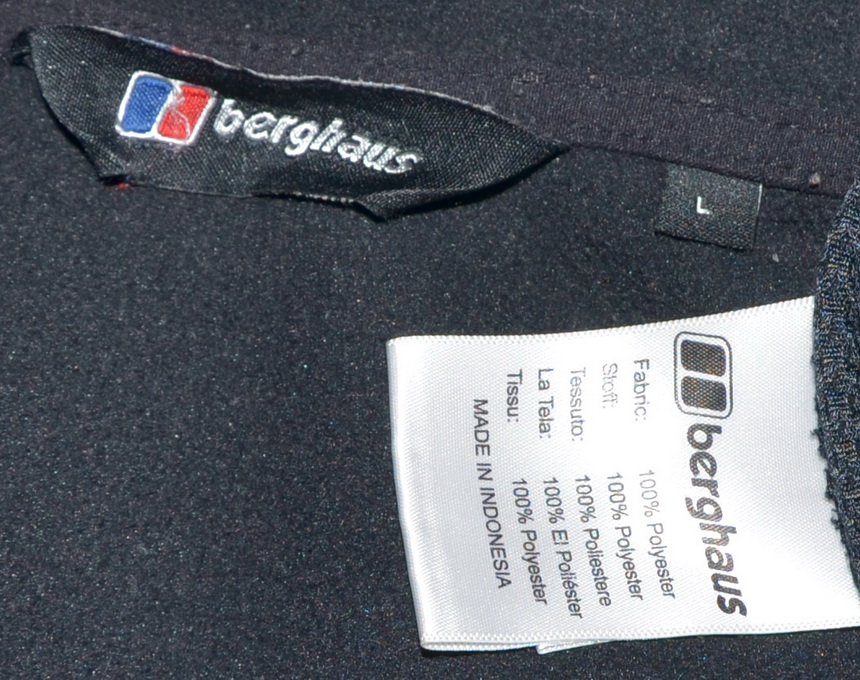 berghaus
L
berghaus
Fabric: 100% Polyester
Stoff: 100% Polyester
Tessuto: 100% Poliestere
La Tela: 100% El Poliéster
Tissu: 100% Polyester
MADE IN INDONESIA